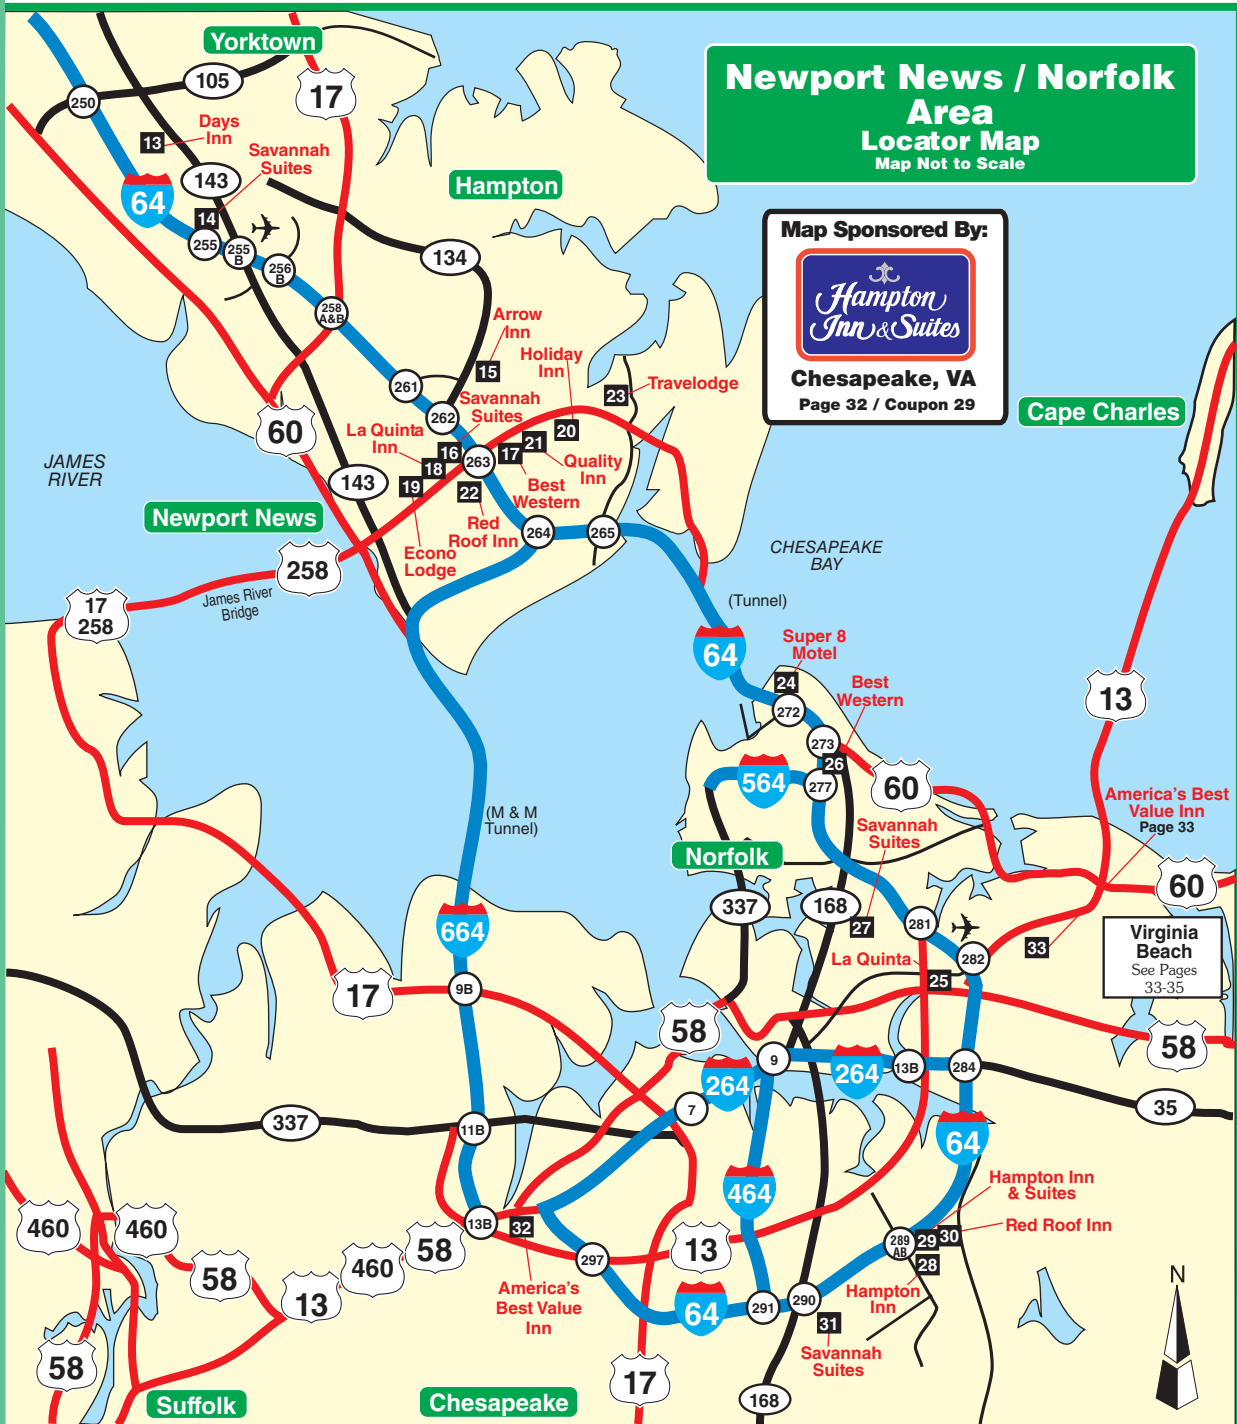 Yorktown
105
17
250
Newport News / Norfolk
Area
Locator Map
Map Not to Scale
13
Days
Inn
Savannah
Suites
143
64
Hampton
14
255
255
B
256
B
134
258
A&B
Map Sponsored By:
Hampton
Inn & Suites
Chesapeake, VA
Page 32 / Coupon 29
Arrow
Inn
15
Holiday
Inn
23
Travelodge
261
262
Savannah
Suites
Cape Charles
60
La Quinta
Inn
16
18
263
17
21
20
Quality
Inn
JAMES
RIVER
143
19
22
Best
Western
Newport News
Red
Roof Inn
264
265
Econo
Lodge
258
CHESAPEAKE
BAY
James River
Bridge
17
258
(Tunnel)
64
Super 8
Motel
24
Best
Western
272
13
273
26
564
277
60
America's Best
Value Inn
Page 33
(M & M
Tunnel)
Savannah
Suites
Norfolk
60
337
168
27
281
664
Virginia
Beach
See Pages
33-35
33
La Quinta
282
25
9B
17
58
58
9
264
264
13B
284
7
35
337
11B
64
464
Hampton Inn
& Suites
Red Roof Inn
460
460
13B
32
58
13
289
AB
29
30
28
297
58
460
13
America's
Best Value
Inn
Hampton
Inn
64
291
290
31
Savannah
Suites
N
58
17
168
Suffolk
Chesapeake